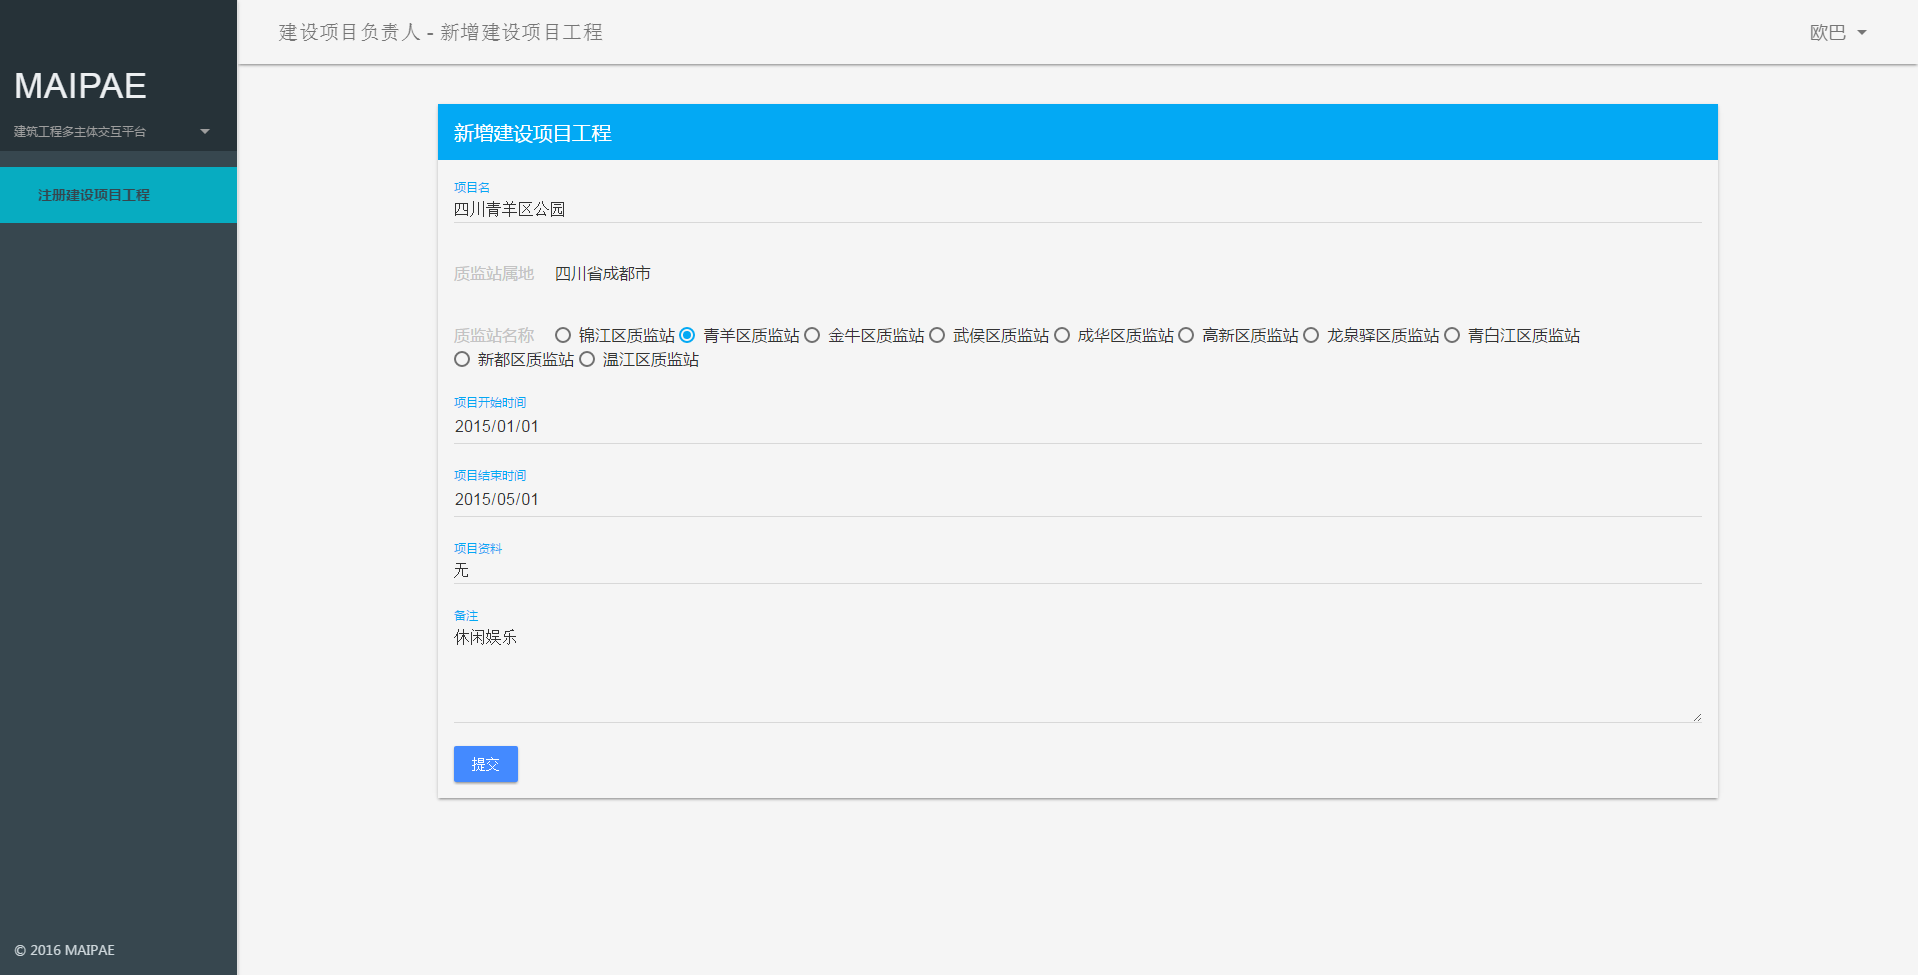 MAIPAE
建筑工程多主体交互平台
注册建设项目工程
© 2016 MAIPAE
建设项目负责人 - 新增建设项目工程
欧巴
新增建设项目工程
项目名
四川青羊区公园
质监站属地 四川省成都市
质监站名称 锦江区质监站 青羊区质监站 金牛区质监站 武侯区质监站 成华区质监站 高新区质监站 龙泉驿区质监站 青白江区质监站
新都区质监站 温江区质监站
项目开始时间
2015/01/01
项目结束时间
2015/05/01
项目资料
无
备注
休闲娱乐
提交